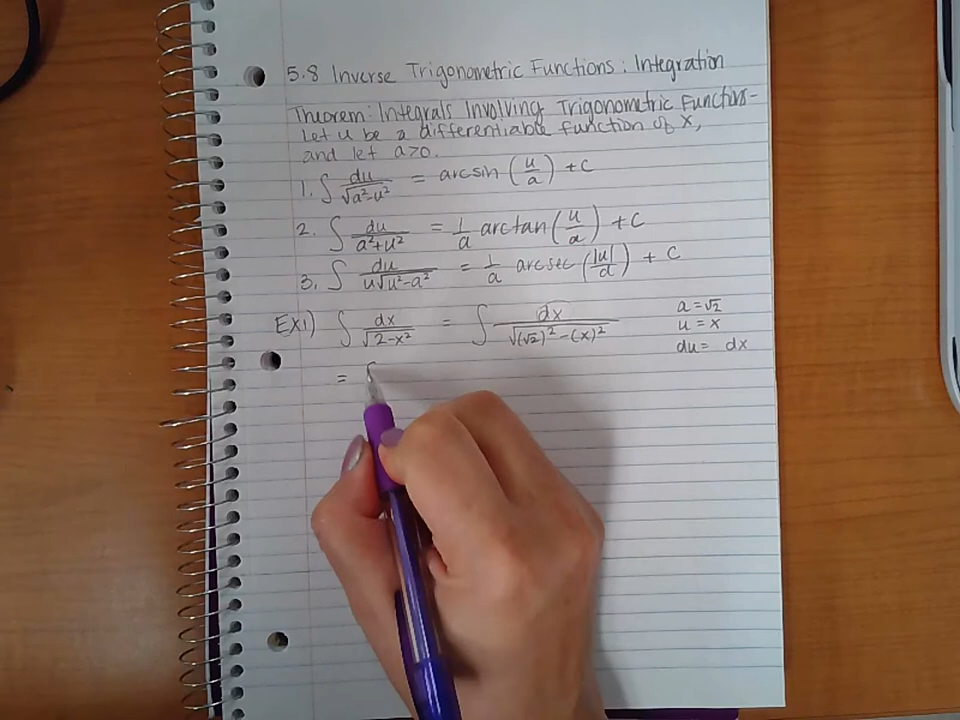 5.8 Inverse Trigonometric Functions: Integration
Theorem: Integrals Involving Trigonometric Functions-
Let u be a differentiable function of x,
and let a>0.
1. ∫ du/√(a²-u²) = arcsin (u/a) + C
2. ∫ du/(a²+u²) = 1/a arctan (u/a) + C
3. ∫ du/(u√(u²-a²)) = 1/a arcsec (|u|/a) + C
EX1) ∫ dx/√(2-x²) = ∫ dx/√((√2)²-(x)²)
a = √2
u = x
du = dx
= ∫